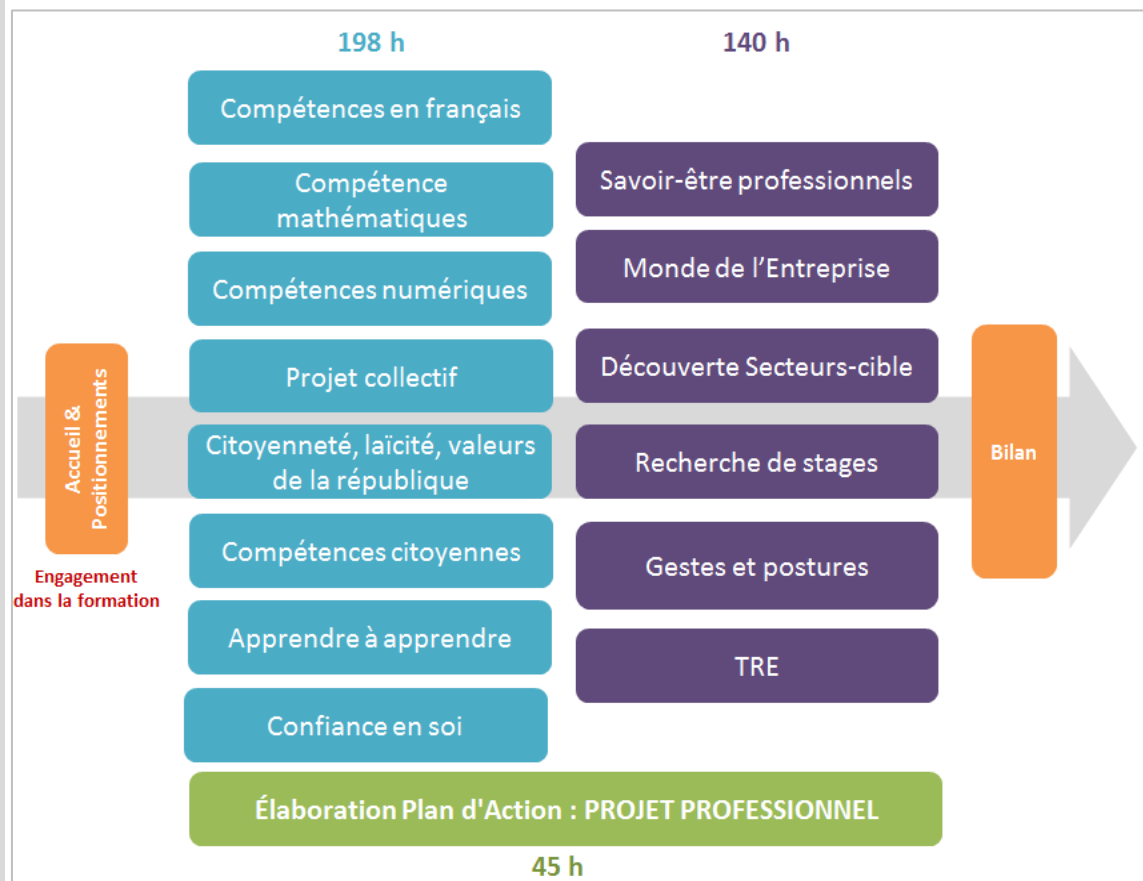 198 h
Compétences en français
Compétence
mathématiques
Compétences numériques
Projet collectif
Citoyenneté, laïcité, valeurs
de la république
Compétences citoyennes
Apprendre à apprendre
Confiance en soi
140 h
Savoir-être professionnels
Monde de l’Entreprise
Découverte Secteurs-cible
Recherche de stages
Gestes et postures
TRE
Accueil &
Positionnements
Engagement
dans la formation
Bilan
Élaboration Plan d'Action : PROJET PROFESSIONNEL
45 h